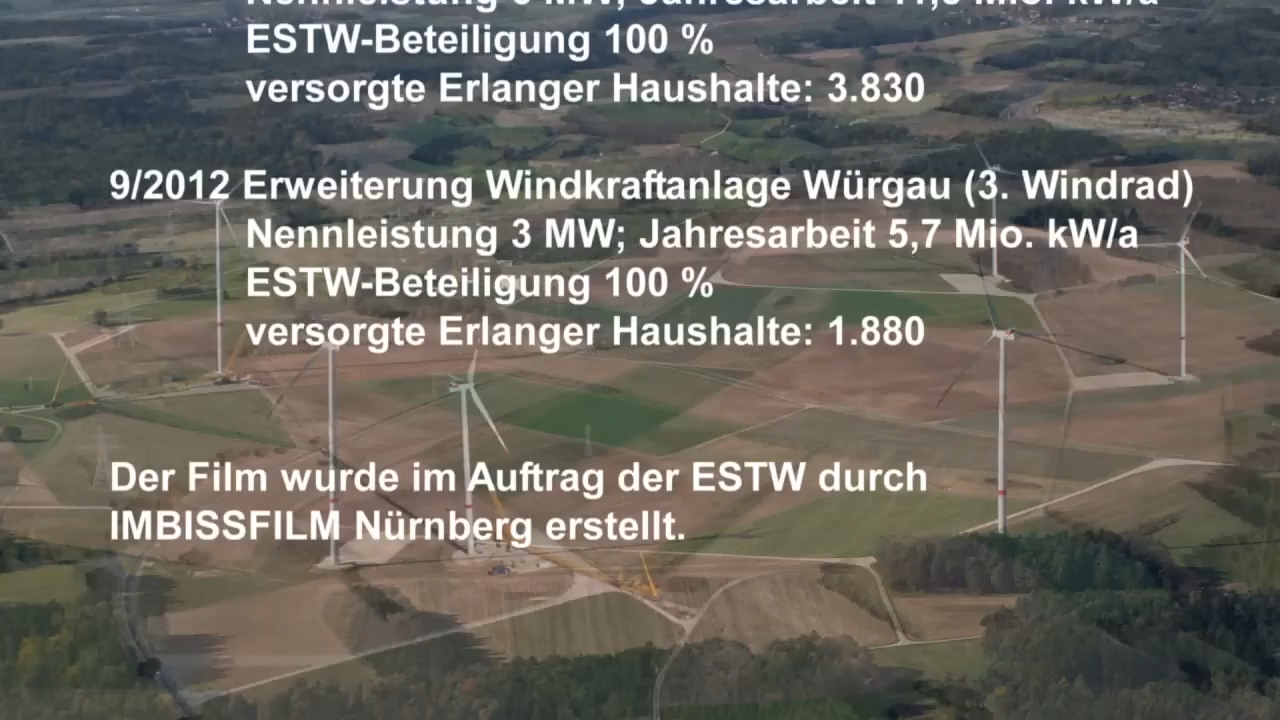 ESTW-Beteiligung 100 %
versorgte Erlanger Haushalte: 3.830
9/2012 Erweiterung Windkraftanlage Würgau (3. Windrad)
Nennleistung 3 MW; Jahresarbeit 5,7 Mio. kW/a
ESTW-Beteiligung 100 %
versorgte Erlanger Haushalte: 1.880
Der Film wurde im Auftrag der ESTW durch
IMBISSFILM Nürnberg erstellt.